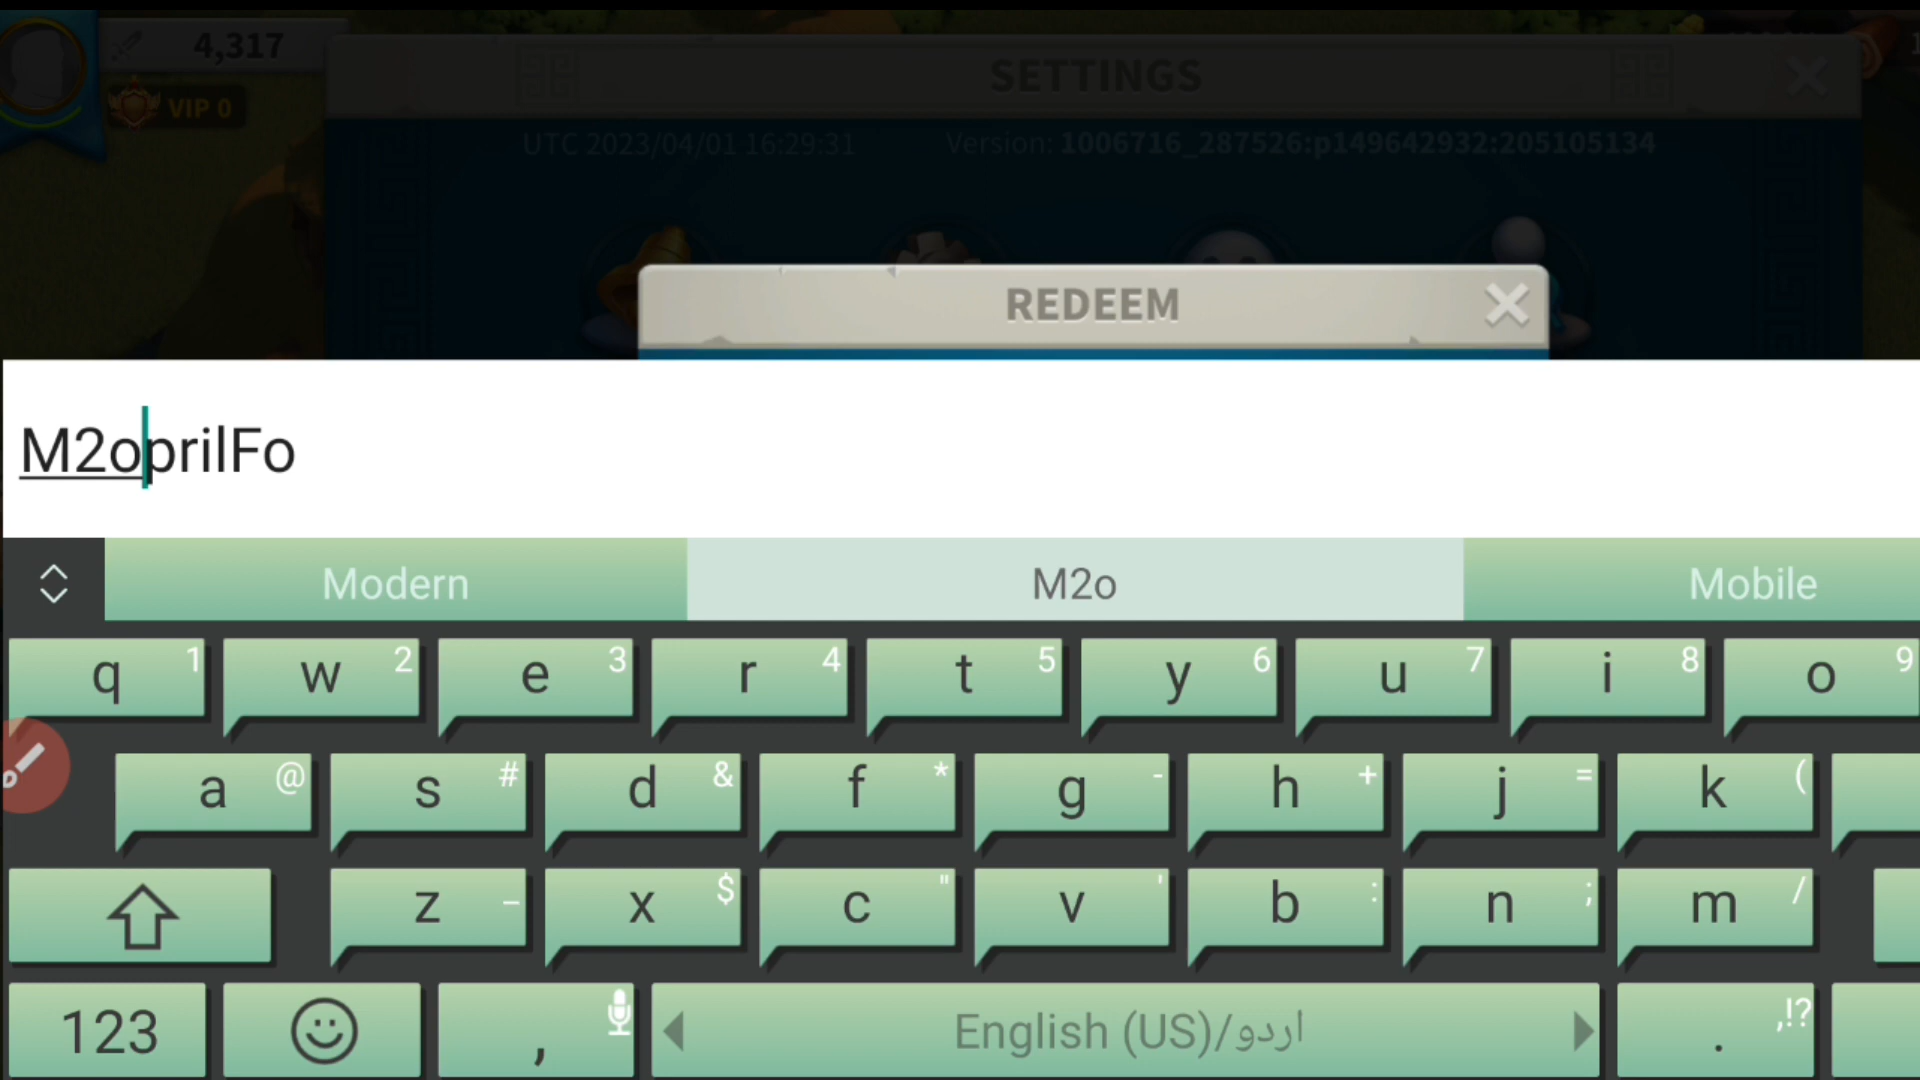 4,317
VIP 0
SETTINGS
UTC 2023/04/01 16:29:31
Version: 1006716_287526:p149642932:205105134
REDEEM
M2oprilFo
Modern M2o Mobile
q 1 w 2 e 3 r 4 t 5 y 6 u 7 i 8 o 9
a @ s # d & f * g - h + j = k (
z _ x $ c " v ' b : n ; m /
123 , English (US)/اردو . ,!?